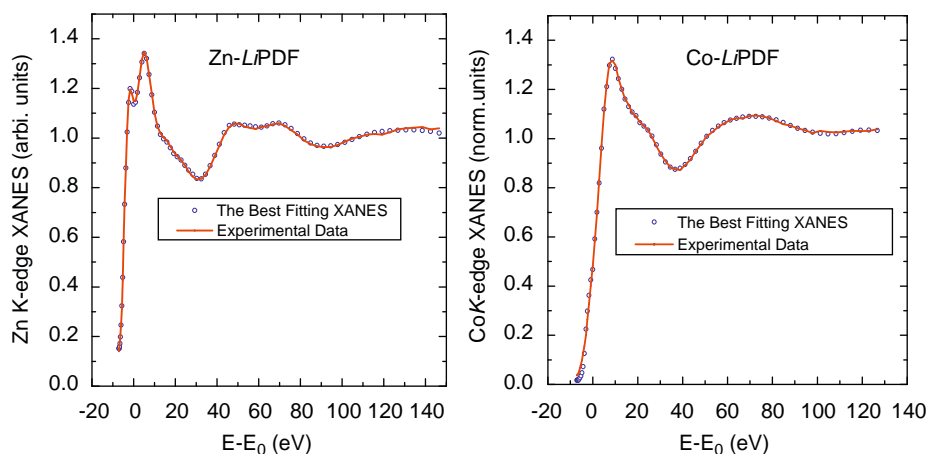 Zn-LiPDF
Zn K-edge XANES (arbi. units)
1.4
1.2
1.0
0.8
0.6
0.4
0.2
0.0
The Best Fitting XANES
Experimental Data
-20 0 20 40 60 80 100 120 140
E-E0 (eV)
Co-LiPDF
CoK-edge XANES (norm.units)
1.4
1.2
1.0
0.8
0.6
0.4
0.2
0.0
The Best Fitting XANES
Experimental Data
-20 0 20 40 60 80 100 120 140
E-E0 (eV)